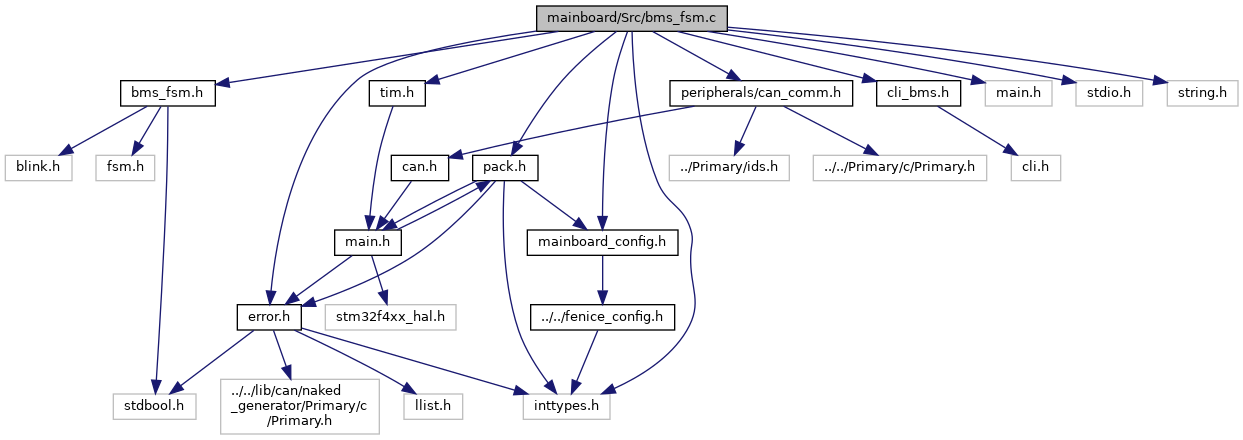 mainboard/Src/bms_fsm.c
bms_fsm.h
tim.h
peripherals/can_comm.h
cli_bms.h
main.h
stdio.h
string.h
blink.h
fsm.h
can.h
pack.h
../Primary/ids.h
../../Primary/c/Primary.h
cli.h
main.h
mainboard_config.h
error.h
stm32f4xx_hal.h
../../fenice_config.h
stdbool.h
../../lib/can/naked
_generator/Primary/c
/Primary.h
llist.h
inttypes.h